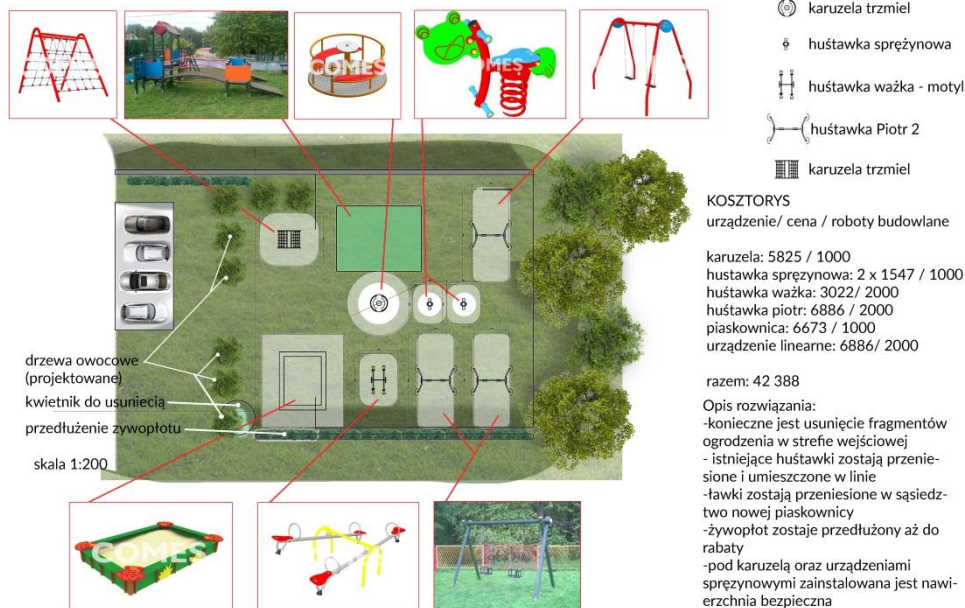 COMES
COMES
karuzela trzmiel
huśtawka sprężynowa
huśtawka ważka - motyl
huśtawka Piotr 2
karuzela trzmiel
KOSZTORYS
urządzenie/ cena / roboty budowlane
karuzela: 5825 / 1000
hustawka spręzynowa: 2 x 1547 / 1000
huśtawka ważka: 3022/ 2000
huśtawka piotr: 6886 / 2000
piaskownica: 6673 / 1000
urządzenie linearne: 6886/ 2000
razem: 42 388
Opis rozwiązania:
-konieczne jest usunięcie fragmentów
ogrodzenia w strefie wejściowej
- istniejące huśtawki zostają przenie-
sione i umieszczone w linie
-ławki zostają przeniesione w sąsiedz-
two nowej piaskownicy
-żywopłot zostaje przedłużony aż do
rabaty
-pod karuzelą oraz urządzeniami
spręzynowymi zainstalowana jest nawi-
erzchnia bezpieczna
drzewa owocowe
(projektowane)
kwietnik do usuniecią
przedłużenie zywopłotu
skala 1:200
COMES